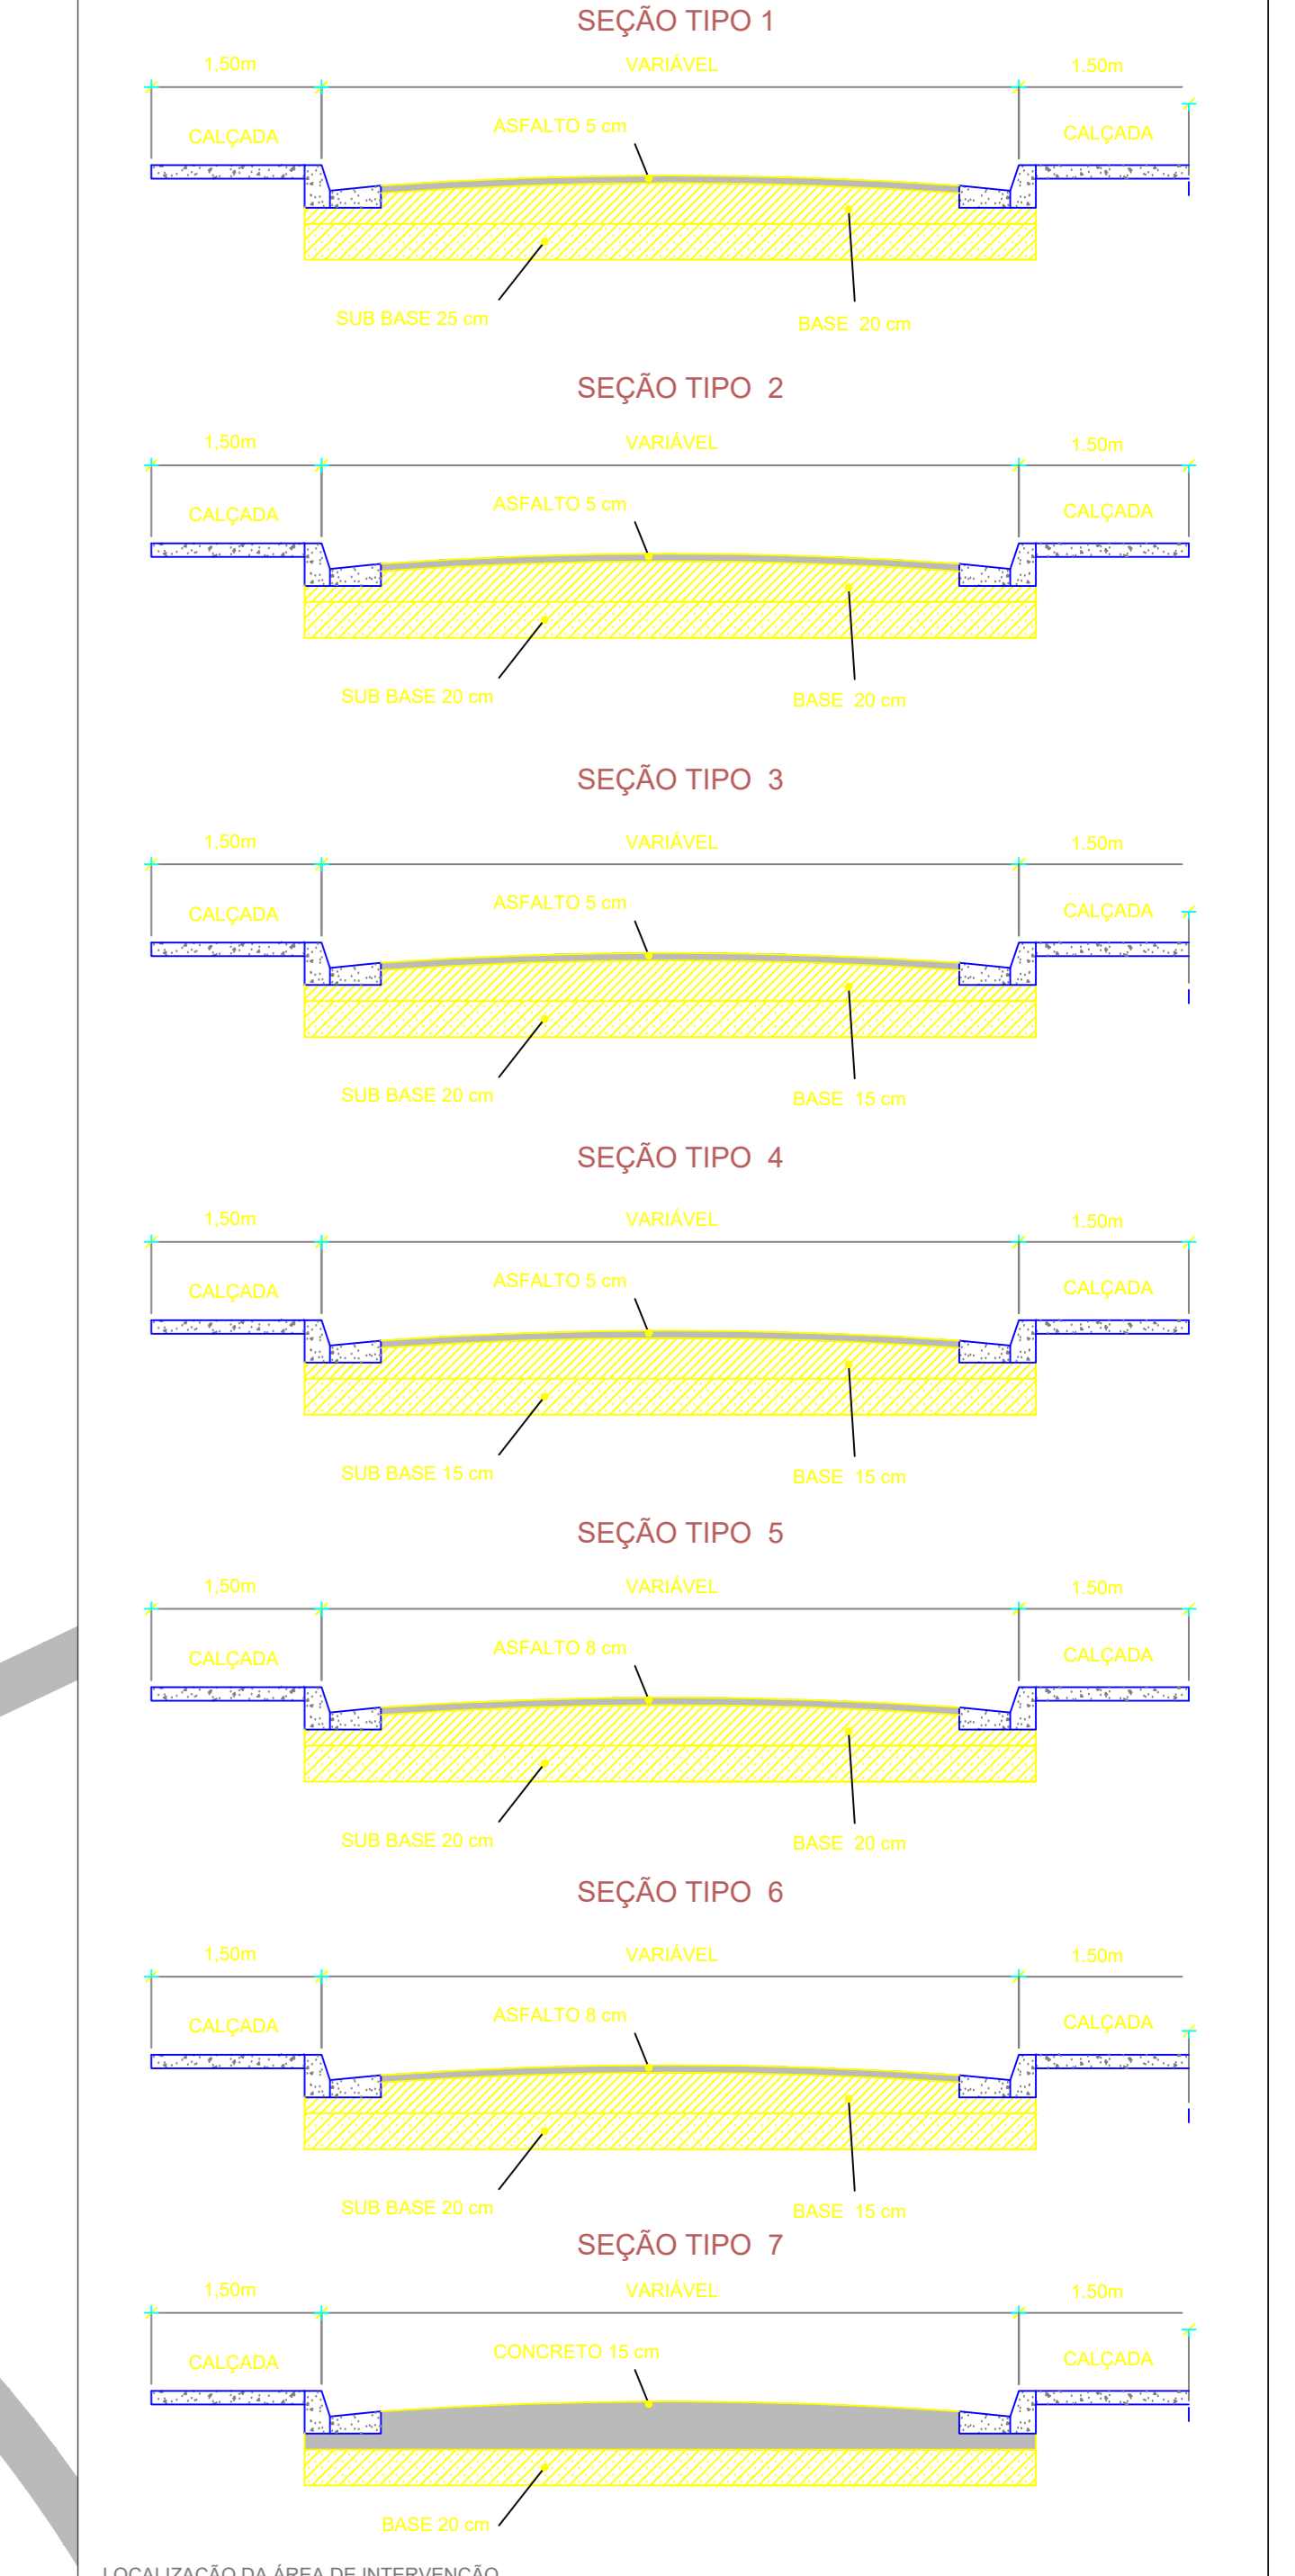 SEÇÃO TIPO 1
1,50m VARIÁVEL 1.50m
CALÇADA ASFALTO 5 cm CALÇADA
SUB BASE 25 cm BASE 20 cm
SEÇÃO TIPO 2
1,50m VARIÁVEL 1.50m
CALÇADA ASFALTO 5 cm CALÇADA
SUB BASE 20 cm BASE 20 cm
SEÇÃO TIPO 3
1,50m VARIÁVEL 1.50m
CALÇADA ASFALTO 5 cm CALÇADA
SUB BASE 20 cm BASE 15 cm
SEÇÃO TIPO 4
1,50m VARIÁVEL 1.50m
CALÇADA ASFALTO 5 cm CALÇADA
SUB BASE 15 cm BASE 15 cm
SEÇÃO TIPO 5
1,50m VARIÁVEL 1.50m
CALÇADA ASFALTO 8 cm CALÇADA
SUB BASE 20 cm BASE 20 cm
SEÇÃO TIPO 6
1,50m VARIÁVEL 1.50m
CALÇADA ASFALTO 8 cm CALÇADA
SUB BASE 20 cm BASE 15 cm
SEÇÃO TIPO 7
1,50m VARIÁVEL 1.50m
CALÇADA CONCRETO 15 cm CALÇADA
BASE 20 cm
LOCALIZAÇÃO DA ÁREA DE INTERVENÇÃO